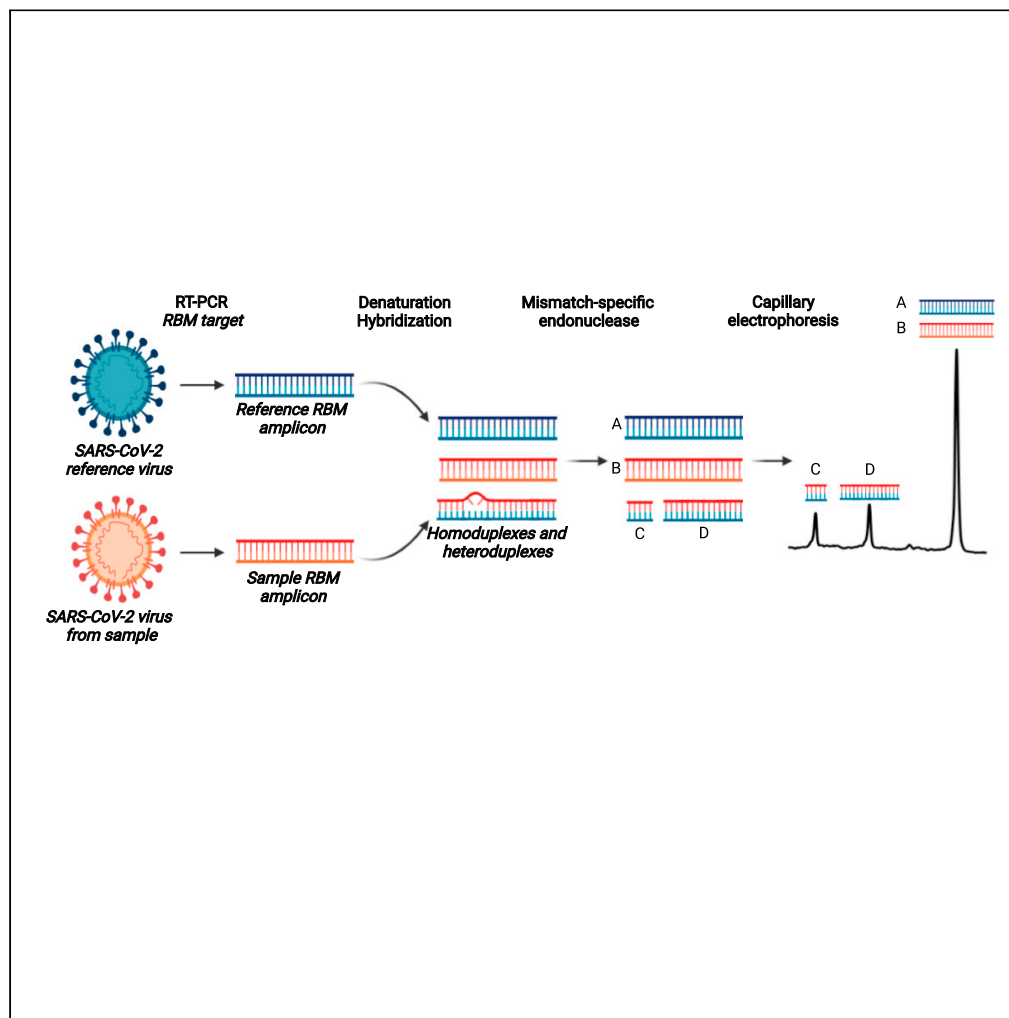 RT-PCR
RBM target
Denaturation
Hybridization
Mismatch-specific
endonuclease
Capillary
electrophoresis
A
B
SARS-CoV-2
reference virus
Reference RBM
amplicon
SARS-CoV-2 virus
from sample
Sample RBM
amplicon
Homoduplexes and
heteroduplexes
A
B
C D
C D